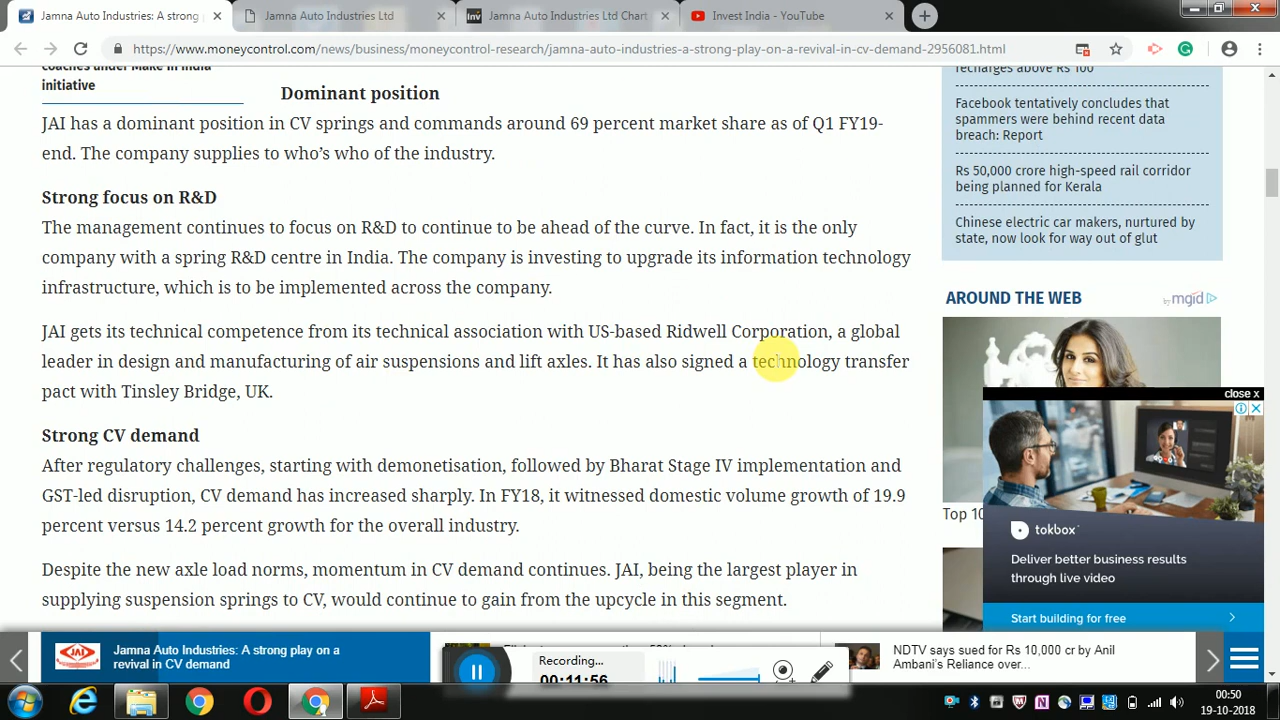 Jamna Auto Industries: A strong p
Jamna Auto Industries Ltd
Jamna Auto Industries Ltd Chart
Invest India - YouTube
https://www.moneycontrol.com/news/business/moneycontrol-research/jamna-auto-industries-a-strong-play-on-a-revival-in-cv-demand-2956081.html
coaches under Make in India
initiative
Dominant position
JAI has a dominant position in CV springs and commands around 69 percent market share as of Q1 FY19-
end. The company supplies to who’s who of the industry.
Strong focus on R&D
The management continues to focus on R&D to continue to be ahead of the curve. In fact, it is the only
company with a spring R&D centre in India. The company is investing to upgrade its information technology
infrastructure, which is to be implemented across the company.
JAI gets its technical competence from its technical association with US-based Ridwell Corporation, a global
leader in design and manufacturing of air suspensions and lift axles. It has also signed a technology transfer
pact with Tinsley Bridge, UK.
Strong CV demand
After regulatory challenges, starting with demonetisation, followed by Bharat Stage IV implementation and
GST-led disruption, CV demand has increased sharply. In FY18, it witnessed domestic volume growth of 19.9
percent versus 14.2 percent growth for the overall industry.
Despite the new axle load norms, momentum in CV demand continues. JAI, being the largest player in
supplying suspension springs to CV, would continue to gain from the upcycle in this segment.
recharges above Rs 100
Facebook tentatively concludes that
spammers were behind recent data
breach: Report
Rs 50,000 crore high-speed rail corridor
being planned for Kerala
Chinese electric car makers, nurtured by
state, now look for way out of glut
AROUND THE WEB
by mgid
close x
Top 10
tokbox
Deliver better business results
through live video
Start building for free
JAI
Jamna Auto Industries: A strong play on a
revival in CV demand
Recording...
00:11:56
NDTV says sued for Rs 10,000 cr by Anil
Ambani’s Reliance over...
00:50
19-10-2018